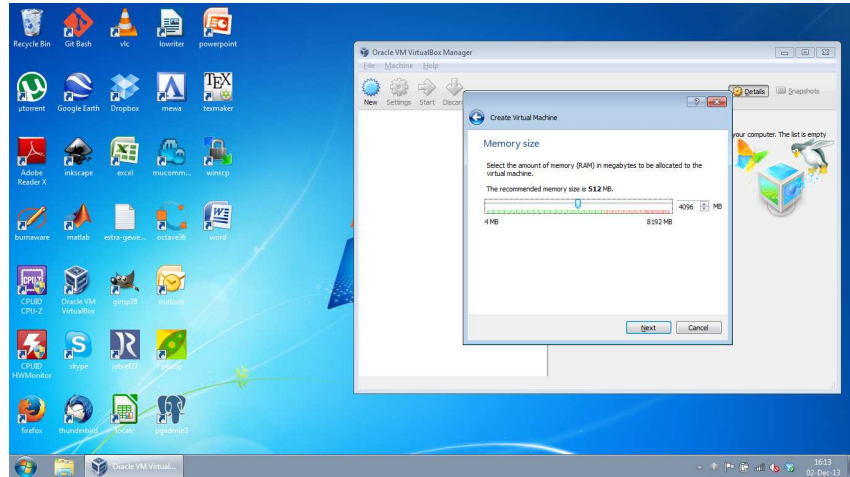 Recycle Bin
Git Bash
vlc
lowriter
powerpoint
µtorrent
Google Earth
Dropbox
mewa
texmaker
Adobe
Reader X
inkscape
excel
mucomm...
winscp
burnaware
matlab
extra-gewe...
octave36
word
CPUID
CPU-Z
Oracle VM
VirtualBox
gimp28
outlook
CPUID
HWMonitor
skype
firefox
thunderbird
localc
pgadmin3
Oracle VM VirtualBox Manager
File Machine Help
New Settings Start Discard
Details
Snapshots
your computer. The list is empty
Create Virtual Machine
Memory size
Select the amount of memory (RAM) in megabytes to be allocated to the
virtual machine.
The recommended memory size is 512 MB.
4096 MB
4 MB 8192 MB
Next Cancel
Oracle VM Virtual...
16:13
02-Dec-13